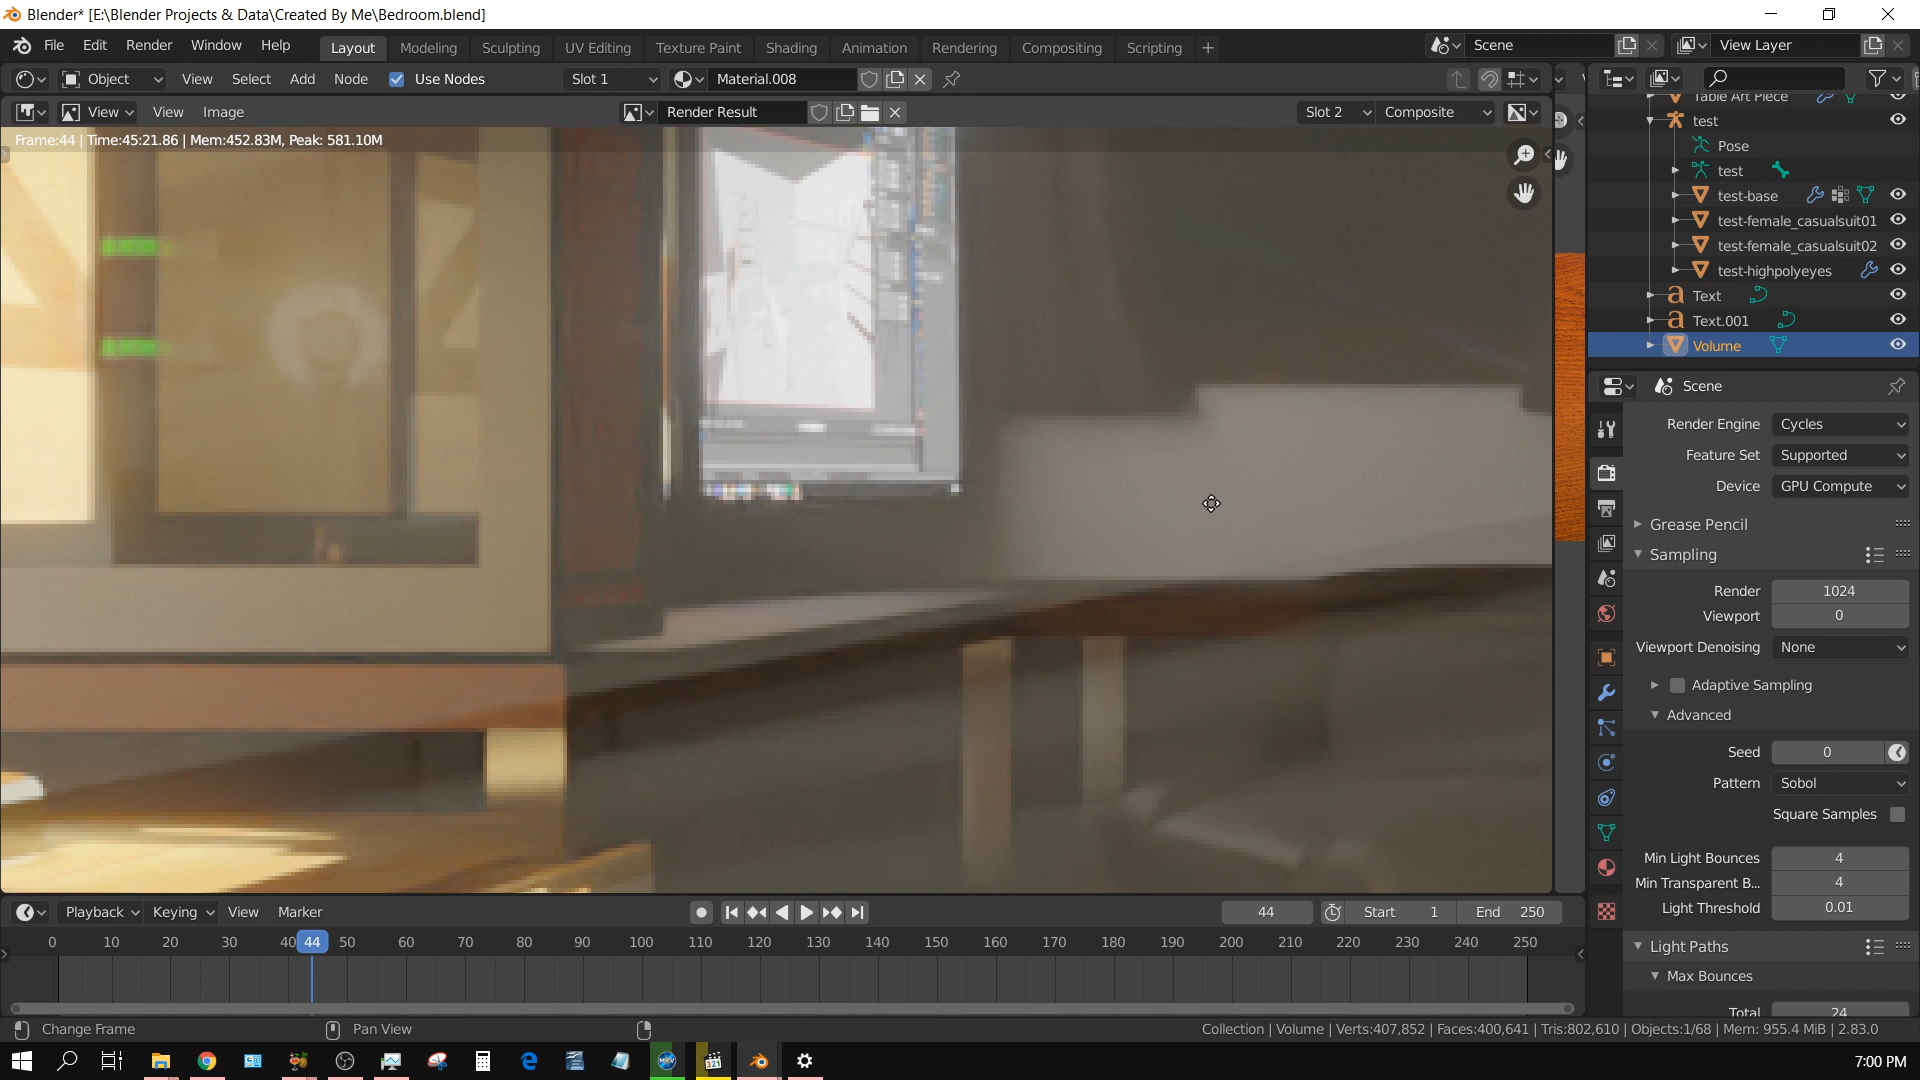 Blender* [E:\Blender Projects & Data\Created By Me\Bedroom.blend]
File Edit Render Window Help Layout Modeling Sculpting UV Editing Texture Paint Shading Animation Rendering Compositing Scripting + Scene View Layer
Object View Select Add Node Use Nodes Slot 1 Material.008
View View Image Render Result Slot 2 Composite
Frame:44 | Time:45:21.86 | Mem:452.83M, Peak: 581.10M
Table Art Piece
test
Pose
test
test-base
test-female_casualsuit01
test-female_casualsuit02
test-highpolyeyes
Text
Text.001
Volume
Scene
Render Engine Cycles
Feature Set Supported
Device GPU Compute
Grease Pencil
Sampling
Render 1024
Viewport 0
Viewport Denoising None
Adaptive Sampling
Advanced
Seed 0
Pattern Sobol
Square Samples
Min Light Bounces 4
Min Transparent B... 4
Light Threshold 0.01
Light Paths
Max Bounces
Total 24
Playback Keying View Marker 44 Start 1 End 250
0 10 20 30 40 44 50 60 70 80 90 100 110 120 130 140 150 160 170 180 190 200 210 220 230 240 250
Change Frame Pan View Collection | Volume | Verts:407,852 | Faces:400,641 | Tris:802,610 | Objects:1/68 | Mem: 955.4 MiB | 2.83.0
7:00 PM